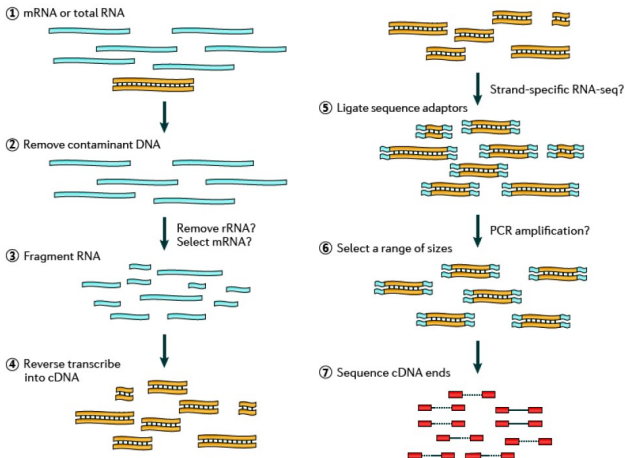 ① mRNA or total RNA
② Remove contaminant DNA
Remove rRNA?
Select mRNA?
③ Fragment RNA
④ Reverse transcribe
into cDNA
Strand-specific RNA-seq?
⑤ Ligate sequence adaptors
PCR amplification?
⑥ Select a range of sizes
⑦ Sequence cDNA ends